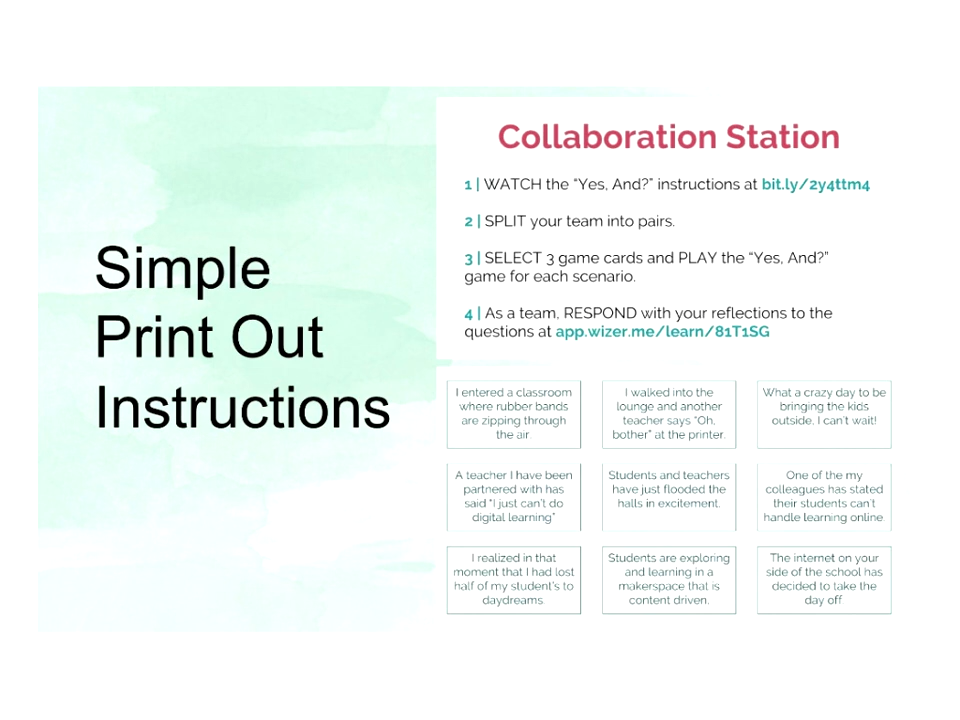 Simple
Print Out
Instructions
Collaboration Station
1 | WATCH the “Yes, And?” instructions at bit.ly/2y4ttm4
2 | SPLIT your team into pairs.
3 | SELECT 3 game cards and PLAY the “Yes, And?”
game for each scenario.
4 | As a team, RESPOND with your reflections to the
questions at app.wizer.me/learn/81T1SG
I entered a classroom
where rubber bands
are zipping through
the air.
I walked into the
lounge and another
teacher says “Oh,
bother” at the printer.
What a crazy day to be
bringing the kids
outside, I can’t wait!
A teacher I have been
partnered with has
said “I just can’t do
digital learning”
Students and teachers
have just flooded the
halls in excitement.
One of the my
colleagues has stated
their students can’t
handle learning online.
I realized in that
moment that I had lost
half of my student’s to
daydreams
Students are exploring
and learning in a
makerspace that is
content driven.
The internet on your
side of the school has
decided to take the
day off